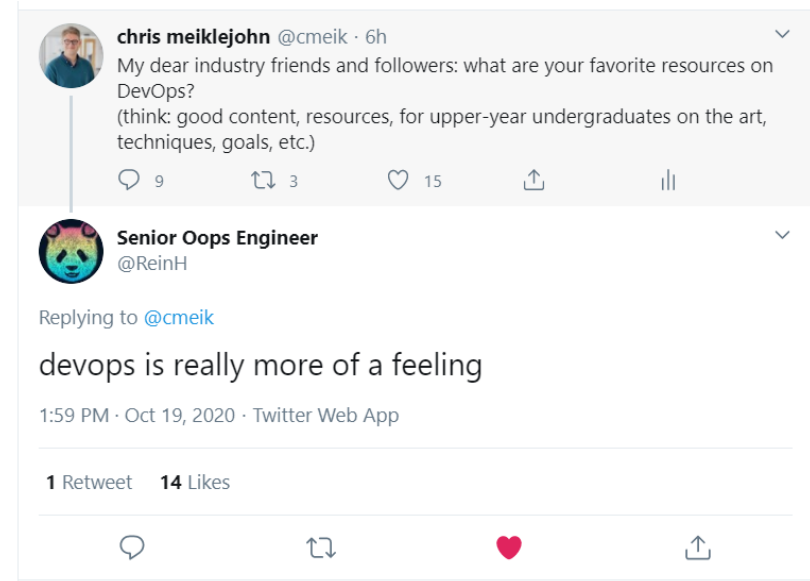 chris meiklejohn @cmeik · 6h
My dear industry friends and followers: what are your favorite resources on
DevOps?
(think: good content, resources, for upper-year undergraduates on the art,
techniques, goals, etc.)
9 3 15
Senior Oops Engineer
@ReinH
Replying to @cmeik
devops is really more of a feeling
1:59 PM · Oct 19, 2020 · Twitter Web App
1 Retweet 14 Likes